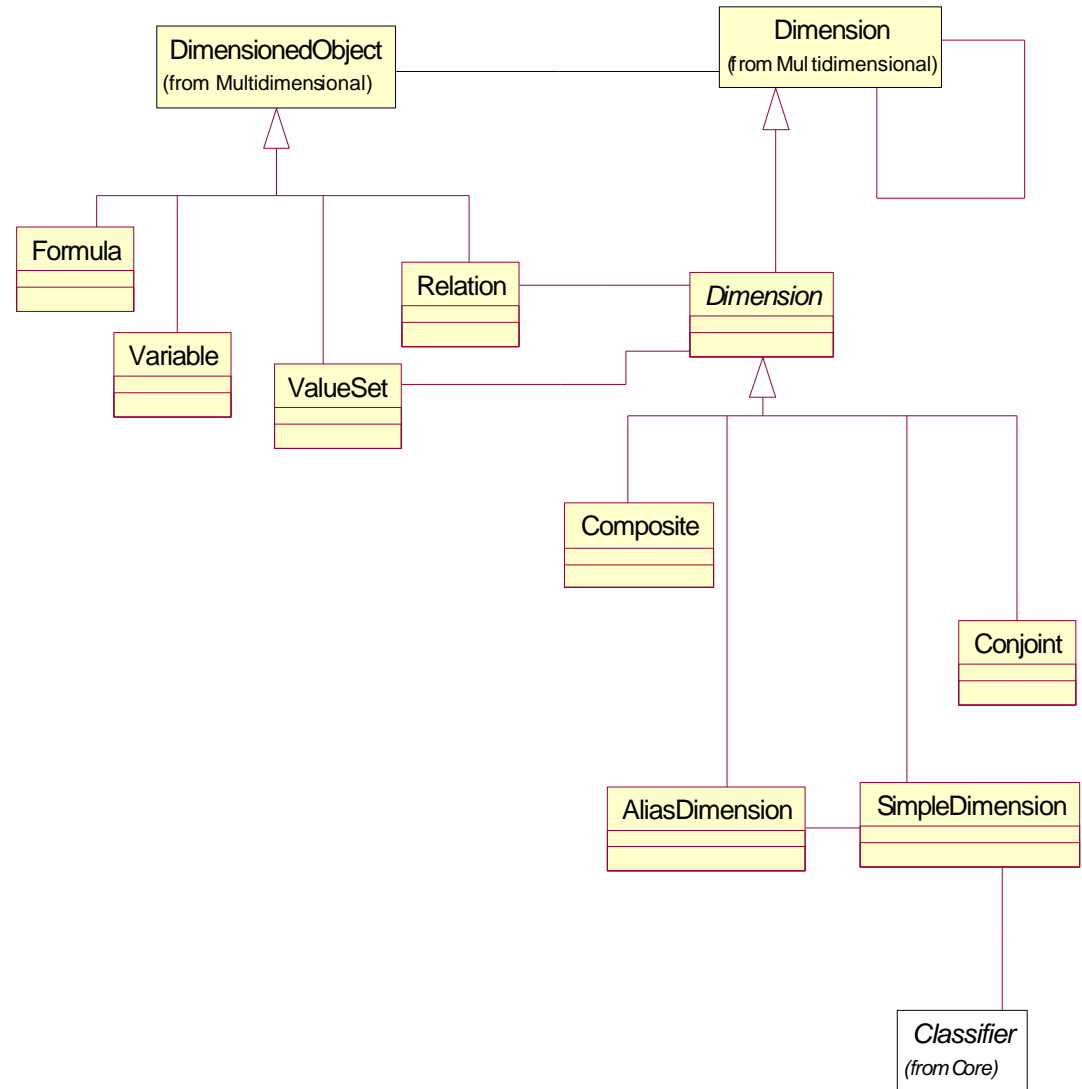 DimensionedObject
(from Multidimensional)
Dimension
(from Multidimensional)
Formula
Relation
Dimension
Variable
ValueSet
Composite
Conjoint
AliasDimension
SimpleDimension
Classifier
(from Core)